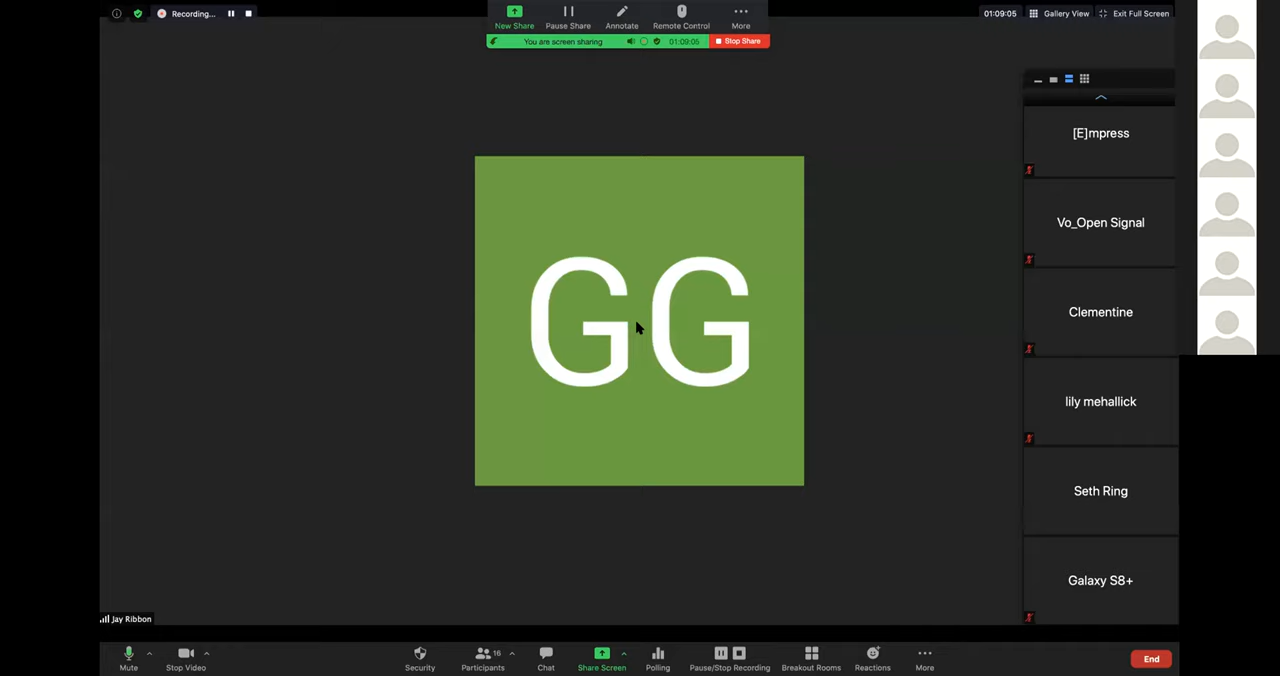 Recording...
New Share
Pause Share
Annotate
Remote Control
More
01:09:05
Gallery View
Exit Full Screen
You are screen sharing
01:09:05
Stop Share
[E]mpress
Vo_Open Signal
Clementine
GG
lily mehallick
Seth Ring
Galaxy S8+
Jay Ribbon
16
Mute
Stop Video
Security
Participants
Chat
Share Screen
Polling
Pause/Stop Recording
Breakout Rooms
Reactions
More
End